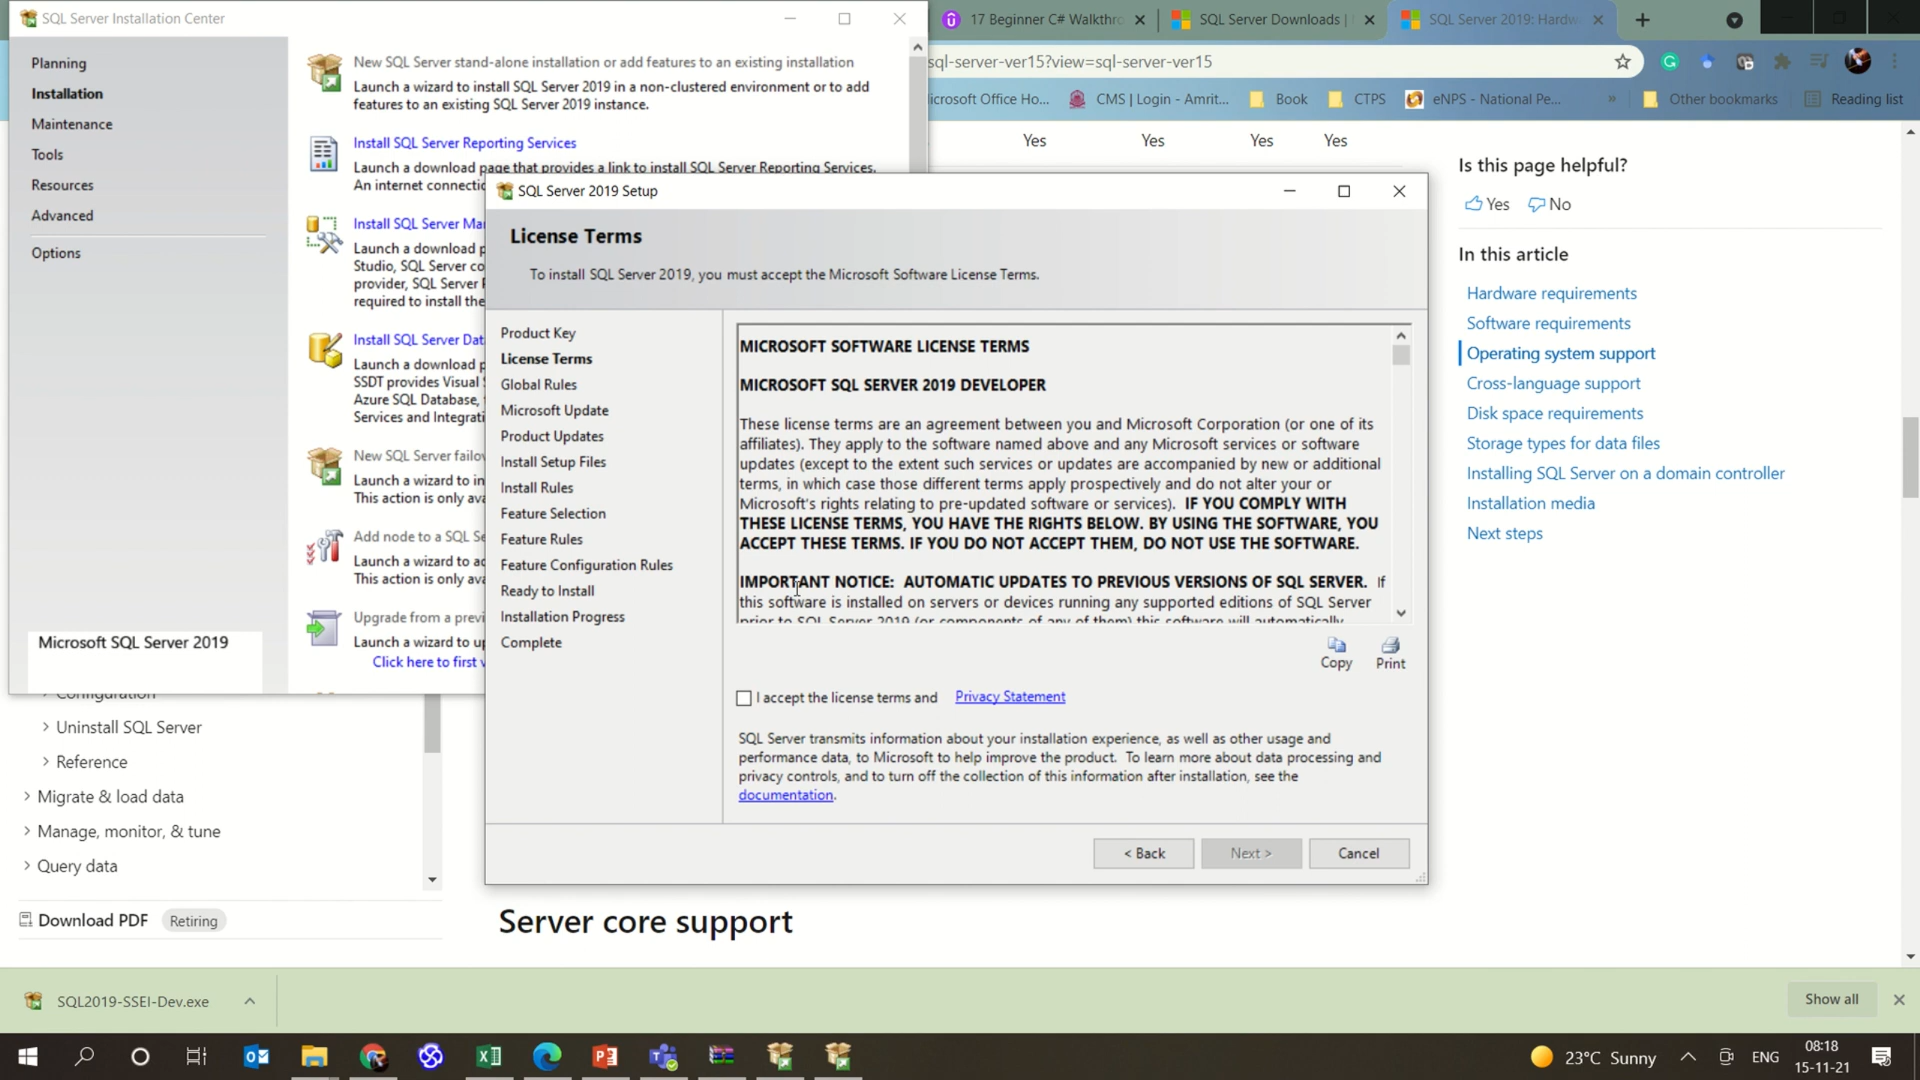 SQL Server Installation Center
17 Beginner C# Walkthro
SQL Server Downloads |
SQL Server 2019: Hardw
sql-server-ver15?view=sql-server-ver15
icrosoft Office Ho...
CMS | Login - Amrit...
Book
CTPS
eNPS - National Pe...
»
Other bookmarks
Reading list
Planning
Installation
Maintenance
Tools
Resources
Advanced
Options
Microsoft SQL Server 2019
New SQL Server stand-alone installation or add features to an existing installation
Launch a wizard to install SQL Server 2019 in a non-clustered environment or to add
features to an existing SQL Server 2019 instance.
Install SQL Server Reporting Services
Launch a download page that provides a link to install SQL Server Reporting Services.
An internet connectic
Install SQL Server Mar
Launch a download p
Studio, SQL Server co
provider, SQL Server
required to install the
Install SQL Server Dat
Launch a download p
SSDT provides Visual
Azure SQL Database,
Services and Integrati
New SQL Server failov
Launch a wizard to in
This action is only ava
Add node to a SQL Se
Launch a wizard to ad
This action is only ava
Upgrade from a previ
Launch a wizard to up
Click here to first v
Yes Yes Yes Yes
SQL Server 2019 Setup
License Terms
To install SQL Server 2019, you must accept the Microsoft Software License Terms.
Product Key
License Terms
Global Rules
Microsoft Update
Product Updates
Install Setup Files
Install Rules
Feature Selection
Feature Rules
Feature Configuration Rules
Ready to Install
Installation Progress
Complete
MICROSOFT SOFTWARE LICENSE TERMS
MICROSOFT SQL SERVER 2019 DEVELOPER
These license terms are an agreement between you and Microsoft Corporation (or one of its
affiliates). They apply to the software named above and any Microsoft services or software
updates (except to the extent such services or updates are accompanied by new or additional
terms, in which case those different terms apply prospectively and do not alter your or
Microsoft's rights relating to pre-updated software or services). IF YOU COMPLY WITH
THESE LICENSE TERMS, YOU HAVE THE RIGHTS BELOW. BY USING THE SOFTWARE, YOU
ACCEPT THESE TERMS. IF YOU DO NOT ACCEPT THEM, DO NOT USE THE SOFTWARE.
IMPORTANT NOTICE: AUTOMATIC UPDATES TO PREVIOUS VERSIONS OF SQL SERVER. If
this software is installed on servers or devices running any supported editions of SQL Server
prior to SQL Server 2019 (or components of any of them) this software will automatically
Copy
Print
I accept the license terms and Privacy Statement
SQL Server transmits information about your installation experience, as well as other usage and
performance data, to Microsoft to help improve the product. To learn more about data processing and
privacy controls, and to turn off the collection of this information after installation, see the
documentation.
< Back
Next >
Cancel
Is this page helpful?
Yes
No
In this article
Hardware requirements
Software requirements
Operating system support
Cross-language support
Disk space requirements
Storage types for data files
Installing SQL Server on a domain controller
Installation media
Next steps
Configuration
Uninstall SQL Server
Reference
Migrate & load data
Manage, monitor, & tune
Query data
Download PDF
Retiring
Server core support
SQL2019-SSEI-Dev.exe
Show all
23°C Sunny
ENG
08:18
15-11-21